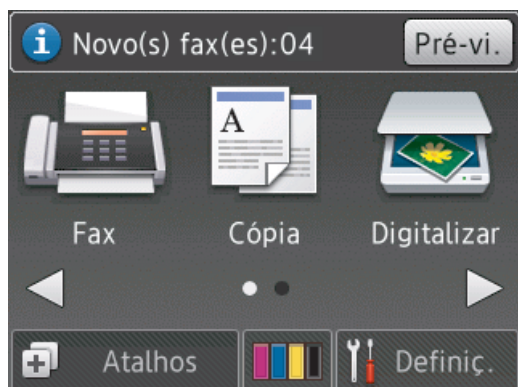 Novo(s) fax(es):04 Pré-vi.
A
Fax Cópia Digitalizar
Atalhos Definiç.